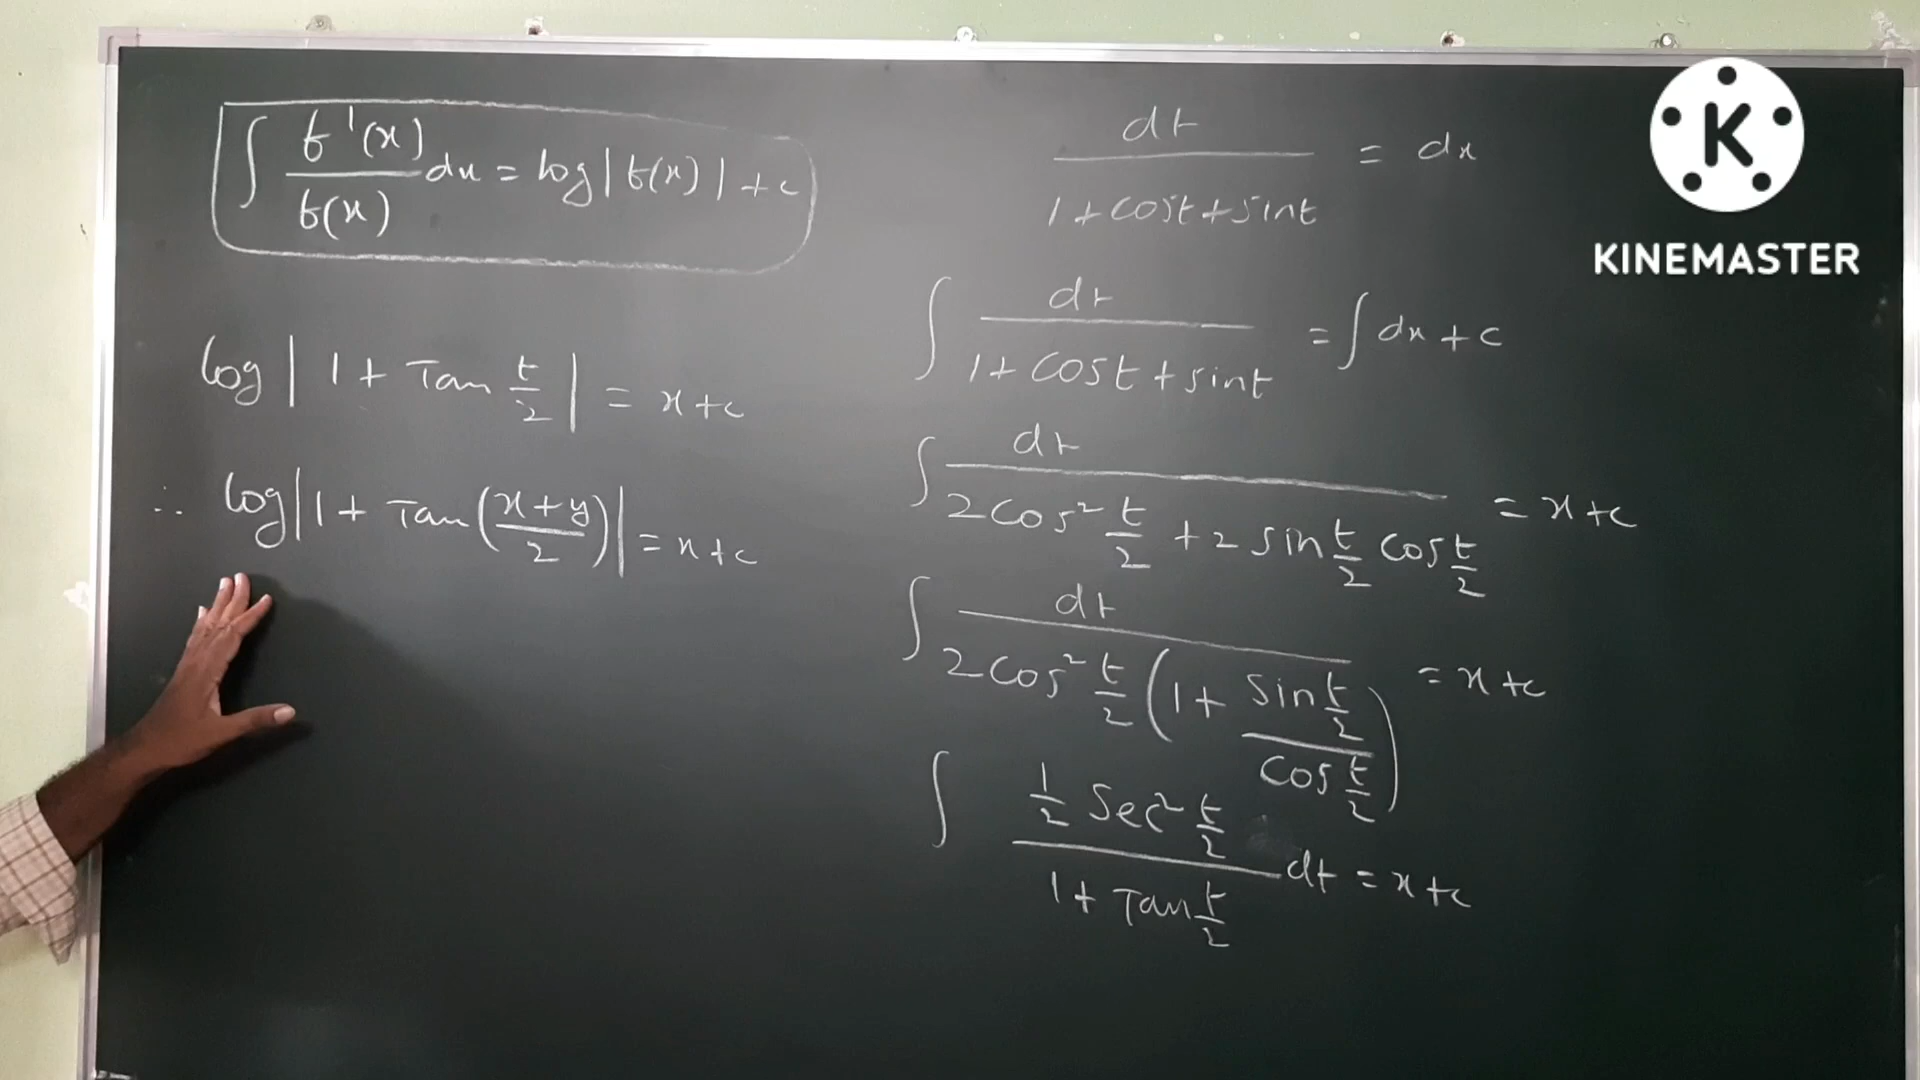 ∫ f'(x)/f(x) dx = log|f(x)| + c
log|1 + Tan t/2| = x+c
∴ log|1 + Tan(x+y/2)| = x+c
dt/1+cost+sint = dx
∫ dt/1+cost+sint = ∫dx+c
∫ dt/2cos² t/2 + 2 sin t/2 cos t/2 = x+c
∫ dt/2cos² t/2 (1 + sin t/2/cos t/2) = x+c
∫ 1/2 Sec² t/2/1+Tan t/2 dt = x+c
K
KINEMASTER